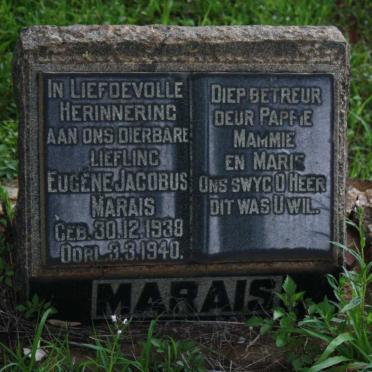 IN LIEFDEVOLLE
HERINNERING
AAN ONS DIERBARE
LIEFLING
EUGÈNE JACOBUS
MARAIS
GEB. 30.12.1938
OORL. 3.3.1940.
DIEP BETREUR
DEUR PAPPIE
MAMMIE
EN MARIE
ONS SWYG O HEER
DIT WAS U WIL.
MARAIS